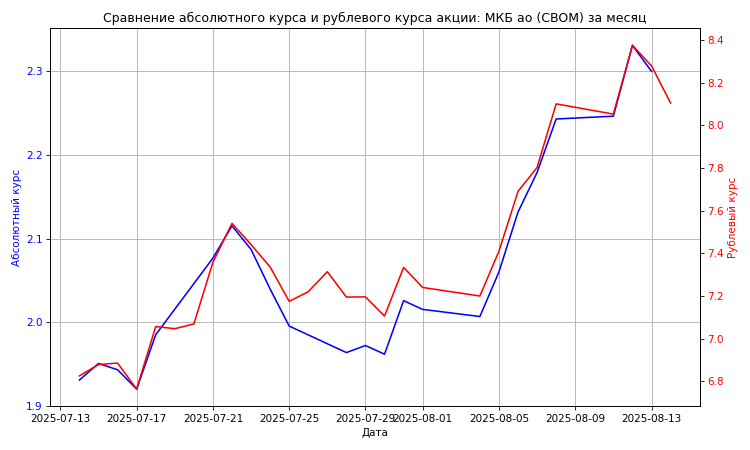 Сравнение абсолютного курса и рублевого курса акции: МКБ ао (CBOM) за месяц
Абсолютный курс
2.3
2.2
2.1
2.0
1.9
8.4
8.2
8.0
7.8
7.6
7.4
7.2
7.0
6.8
Рублевый курс
2025-07-13 2025-07-17 2025-07-21 2025-07-25 2025-07-29 2025-08-01 2025-08-05 2025-08-09 2025-08-13
Дата